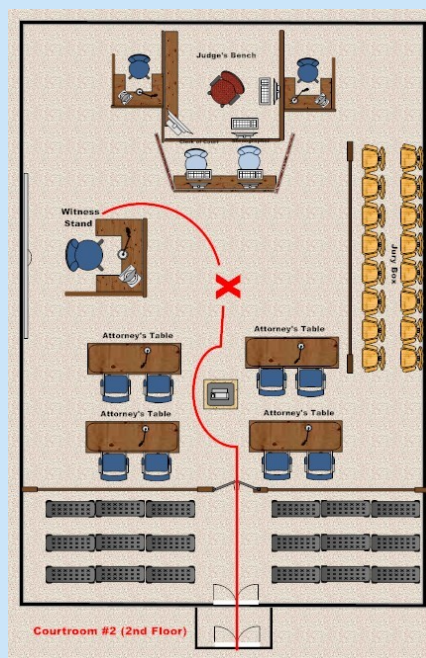 Judge's Bench
Witness
Stand
Jury Box
X
Attorney's Table
Attorney's Table
Attorney's Table
Attorney's Table
Courtroom #2 (2nd Floor)